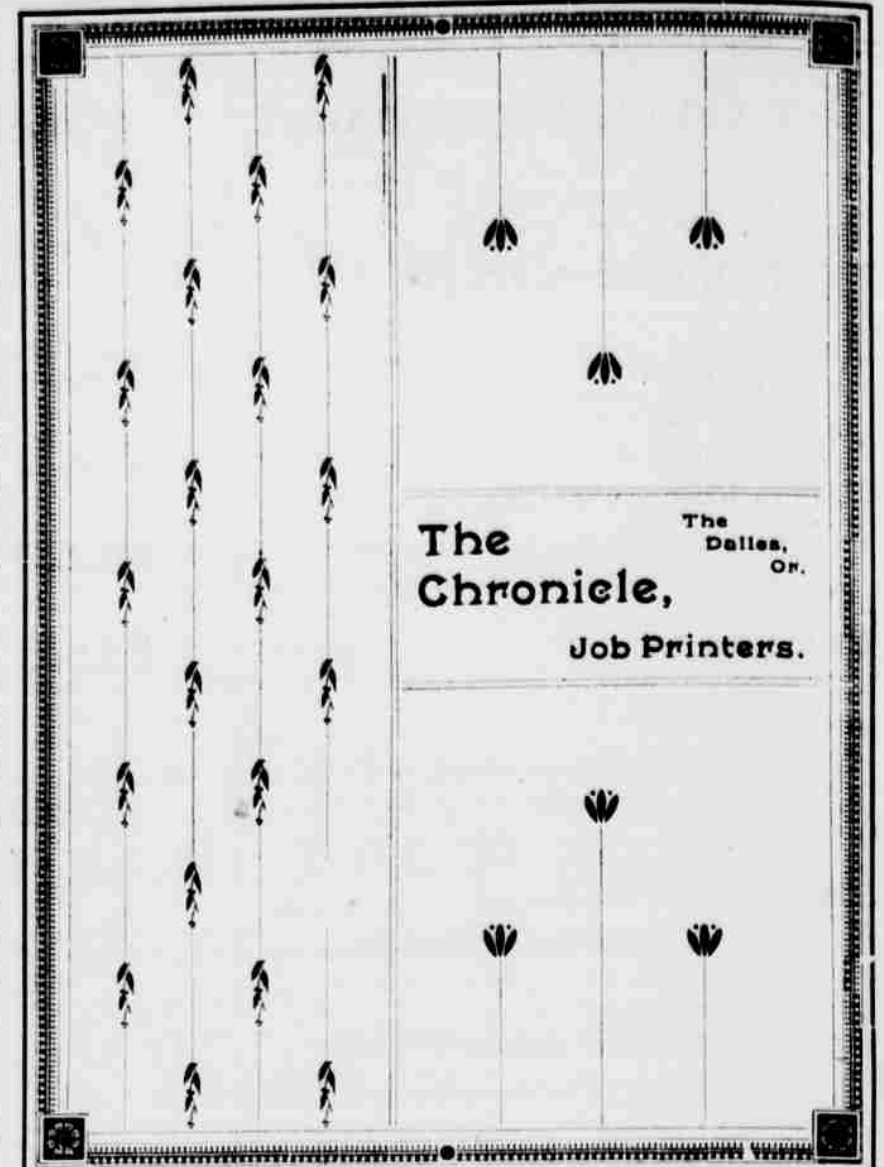 The
Chronicle,
The
Dalles,
Or.
Job Printers.